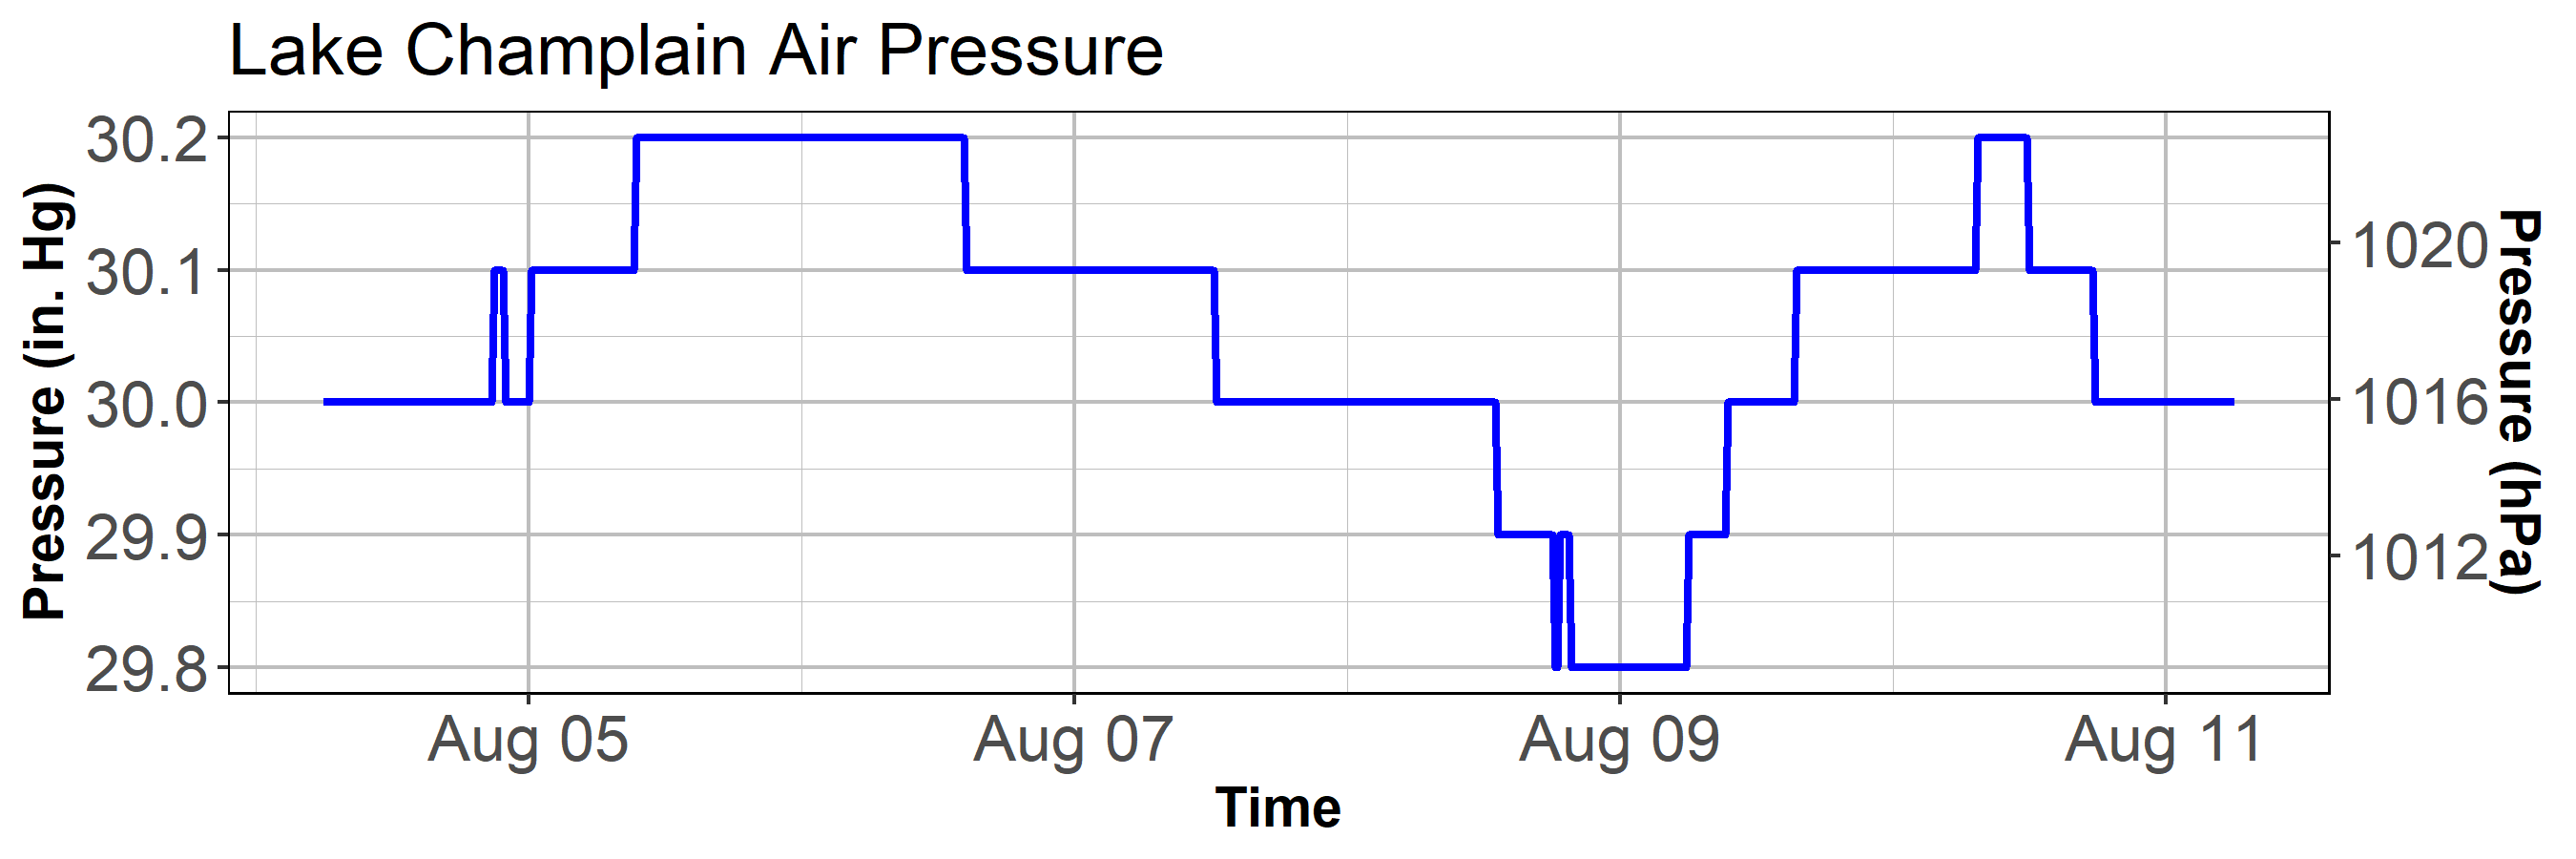 Lake Champlain Air Pressure
Pressure (in. Hg)
30.2
30.1
30.0
29.9
29.8
1020
1016
1012
Pressure (hPa)
Aug 05 Aug 07 Aug 09 Aug 11
Time